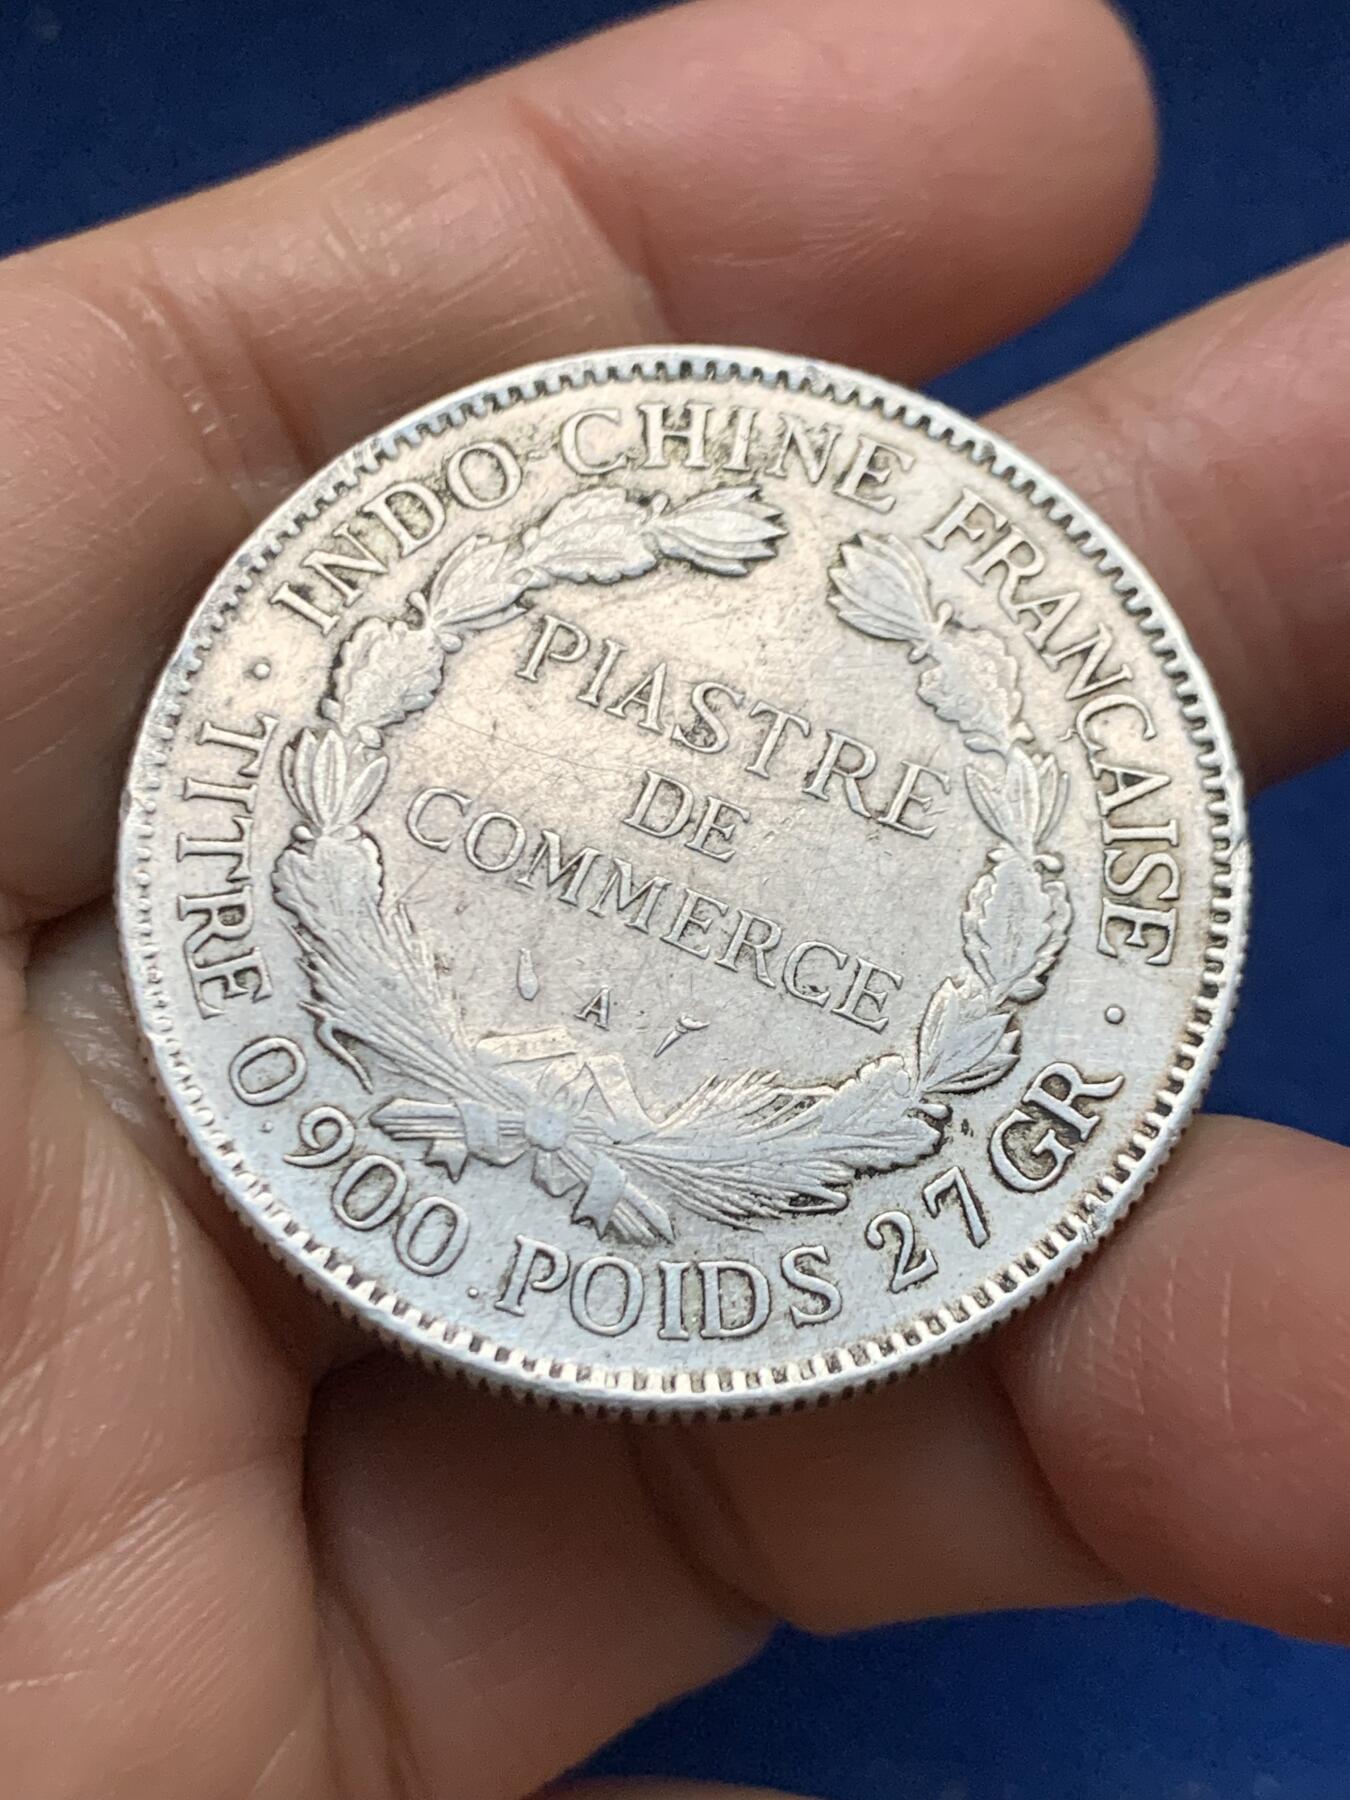 INDO-CHINE FRANÇAISE
PIASTRE
DE
COMMERCE
A
TITRE 0.900. POIDS 27 GR